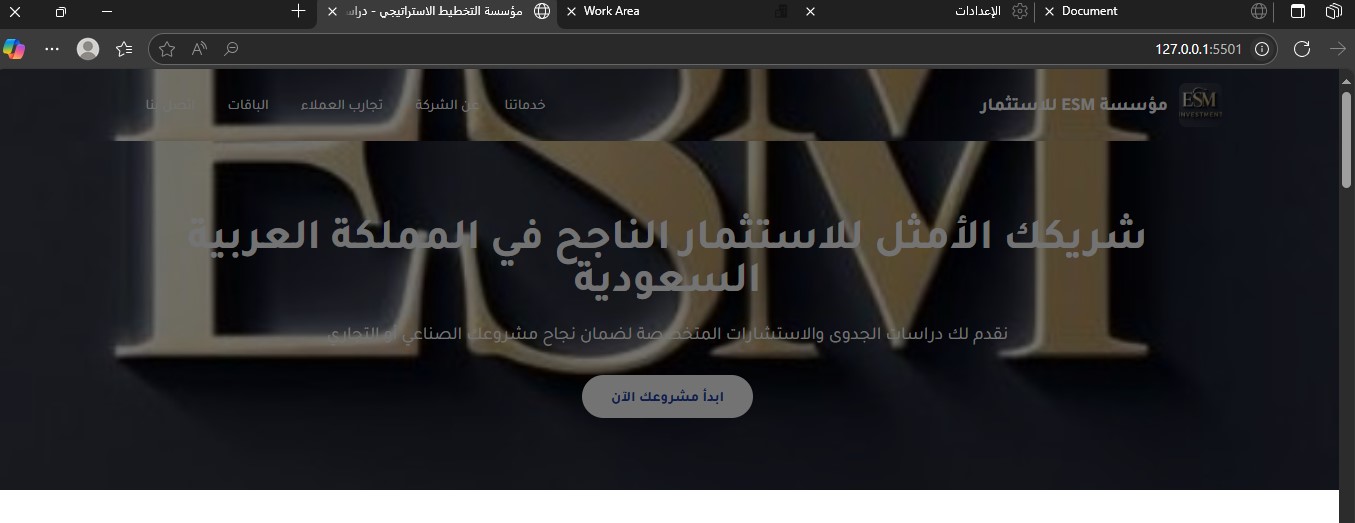 Document
الإعدادات
Work Area
مؤسسة التخطيط الاستراتيجي - دراس
127.0.0.1:5501
ESM
INVESTMENT
مؤسسة ESM للاستثمار
خدماتنا
عن الشركة
تجارب العملاء
الباقات
اتصل بنا
ESM
شريكك الأمثل للاستثمار الناجح في المملكة العربية
السعودية
نقدم لك دراسات الجدوى والاستشارات المتخصصة لضمان نجاح مشروعك الصناعي أو التجاري
ابدأ مشروعك الآن